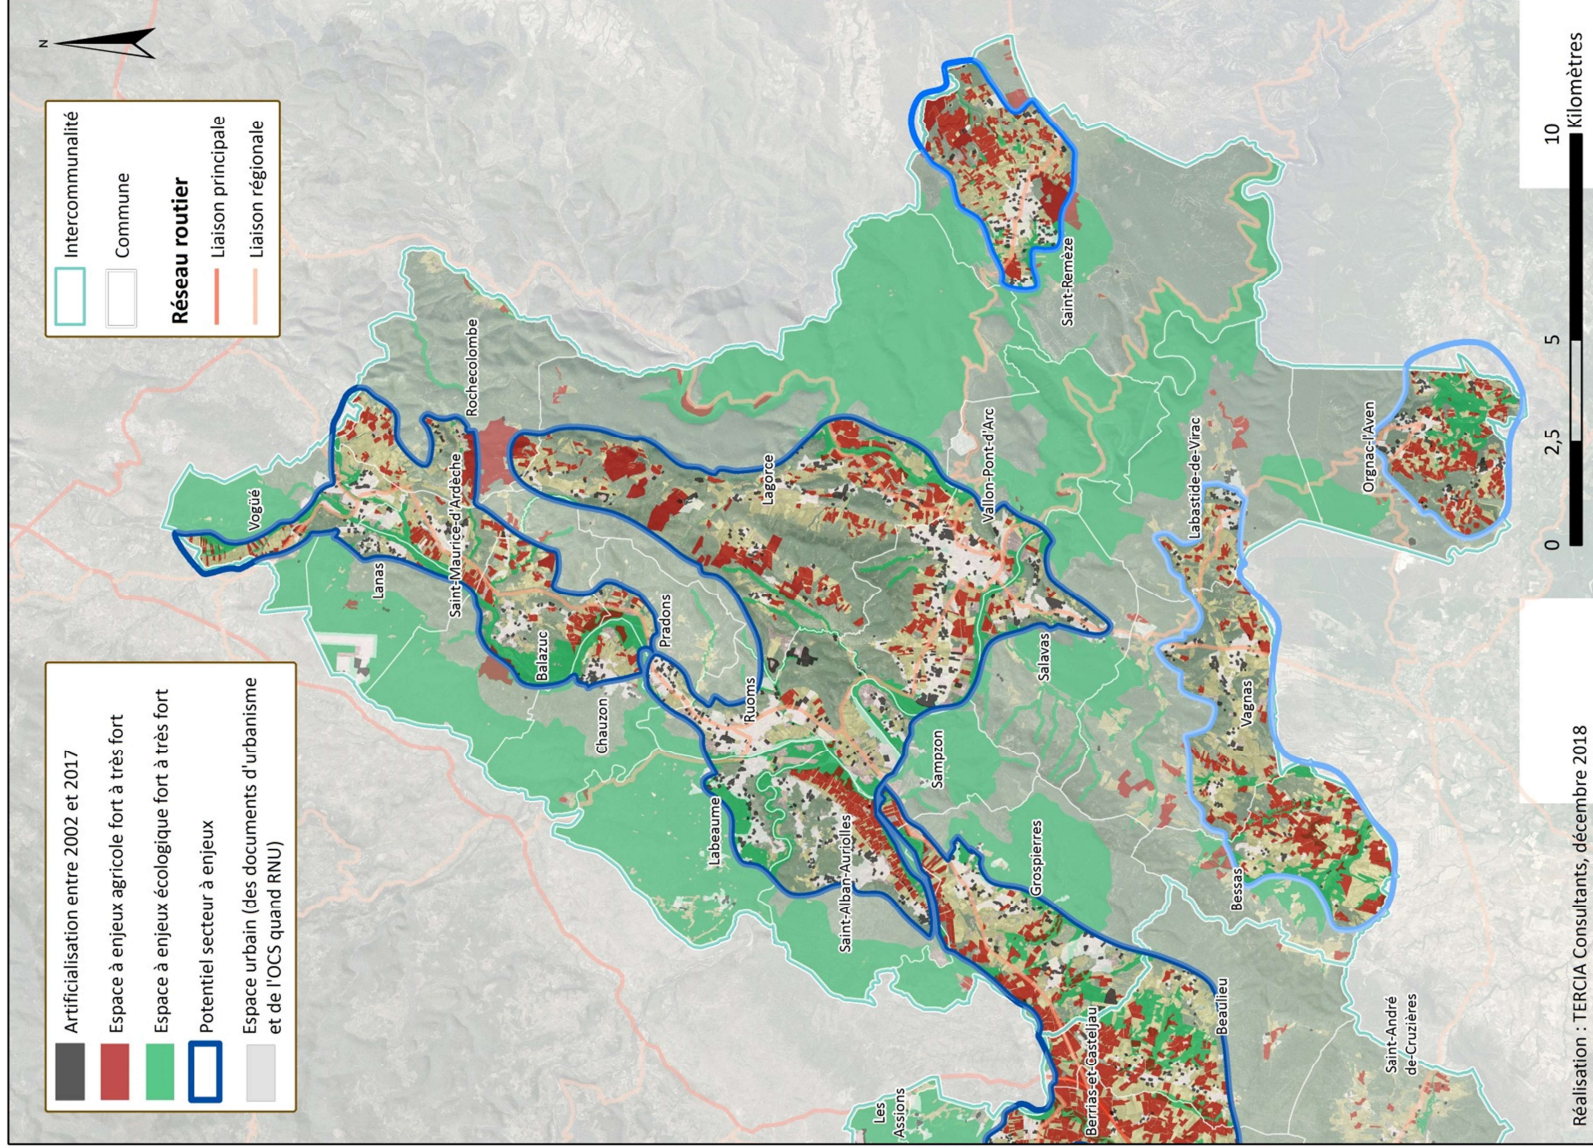 N
Intercommunalité
Commune
Réseau routier
Liaison principale
Liaison régionale
Artificialisation entre 2002 et 2017
Espace à enjeux agricole fort à très fort
Espace à enjeux écologique fort à très fort
Potentiel secteur à enjeux
Espace urbain (des documents d'urbanisme
et de l'OCS quand RNU)
Vogüé
Rochecolombe
Lanas
Saint-Maurice-d'Ardèche
Balazuc
Pradons
Chauzon
Ruoms
Lagorce
Labeaume
Saint-Alban-Auriolles
Sampzon
Vallon-Pont-d'Arc
Salavas
Saint-Remèze
Grospierres
Labastide-de-Virac
Vagnas
Bessas
Orgnac-l'Aven
Beaulieu
Berrias-et-Casteljau
Les
Assions
Saint-André
de-Cruzières
0
2,5
5
10
Kilomètres
Réalisation : TERCIA Consultants, décembre 2018